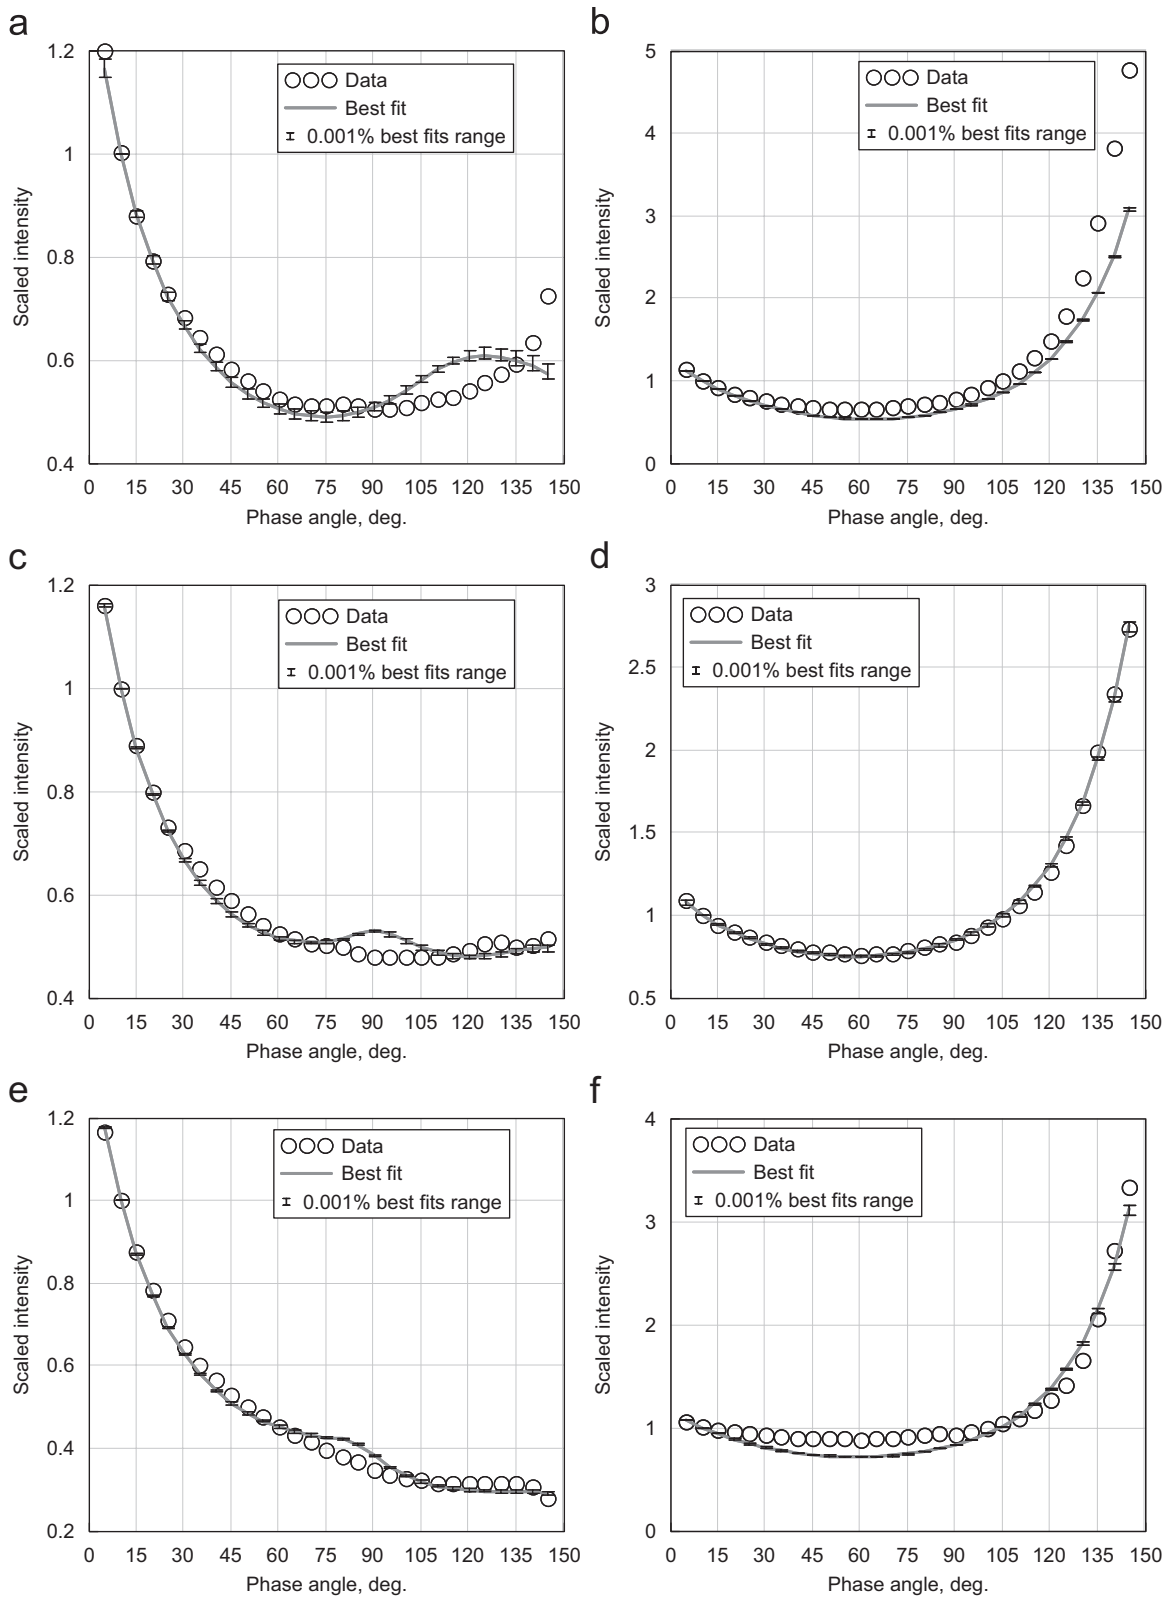 a
1.2
1
0.8
0.6
0.4
Scaled intensity
Data
Best fit
0.001% best fits range
0 15 30 45 60 75 90 105 120 135 150
Phase angle, deg.
b
5
4
3
2
1
0
Scaled intensity
Data
Best fit
0.001% best fits range
0 15 30 45 60 75 90 105 120 135 150
Phase angle, deg.
c
1.2
1
0.8
0.6
0.4
Scaled intensity
Data
Best fit
0.001% best fits range
0 15 30 45 60 75 90 105 120 135 150
Phase angle, deg.
d
3
2.5
2
1.5
1
0.5
Scaled intensity
Data
Best fit
0.001% best fits range
0 15 30 45 60 75 90 105 120 135 150
Phase angle, deg.
e
1.2
1
0.8
0.6
0.4
0.2
Scaled intensity
Data
Best fit
0.001% best fits range
0 15 30 45 60 75 90 105 120 135 150
Phase angle, deg.
f
4
3
2
1
0
Scaled intensity
Data
Best fit
0.001% best fits range
0 15 30 45 60 75 90 105 120 135 150
Phase angle, deg.